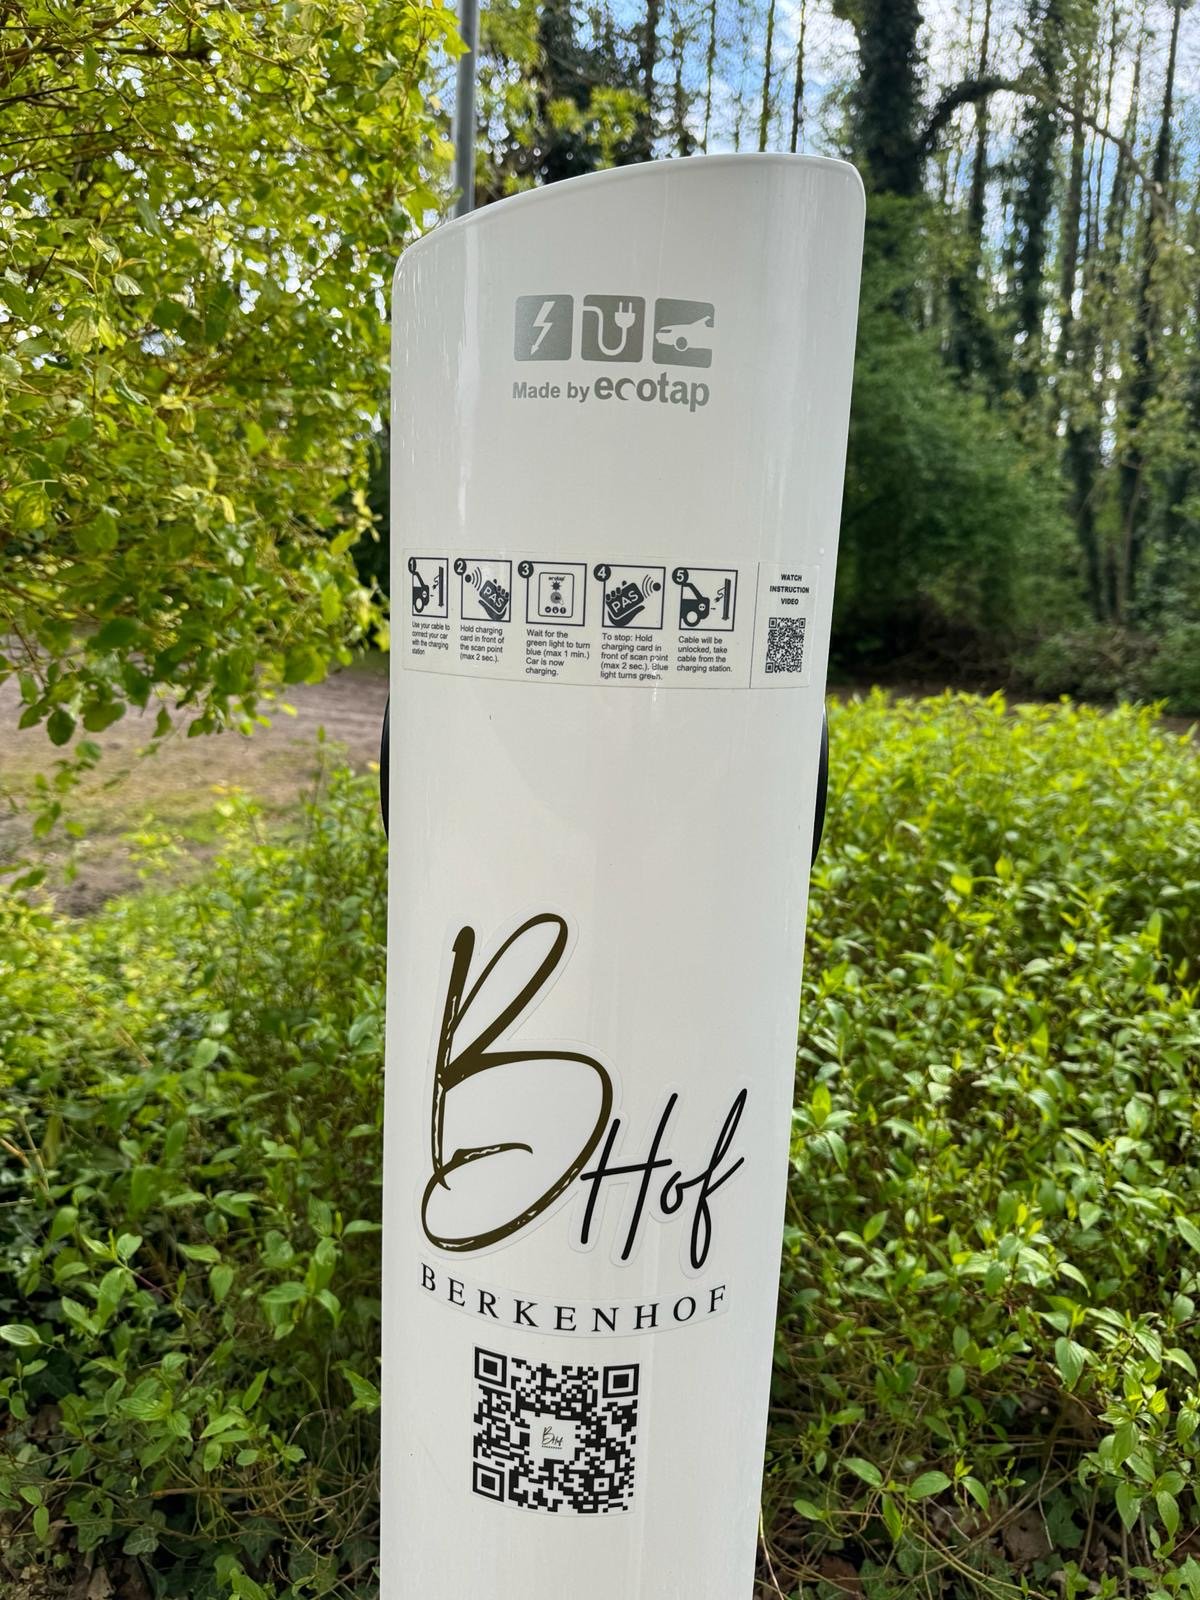 Made by ecotap
1
Use your cable to
connect your car
with the charging
station
2
PAS
Hold charging
card in front of
the scan point
(max 2 sec.).
3
ecotap
Wait for the
green light to turn
blue (max 1 min.)
Car is now
charging.
4
PAS
To stop: Hold
charging card in
front of scan point
(max 2 sec.). Blue
light turns green.
5
Cable will be
unlocked, take
cable from the
charging station.
WATCH
INSTRUCTION
VIDEO
B Hof
BERKENHOF
B Hof